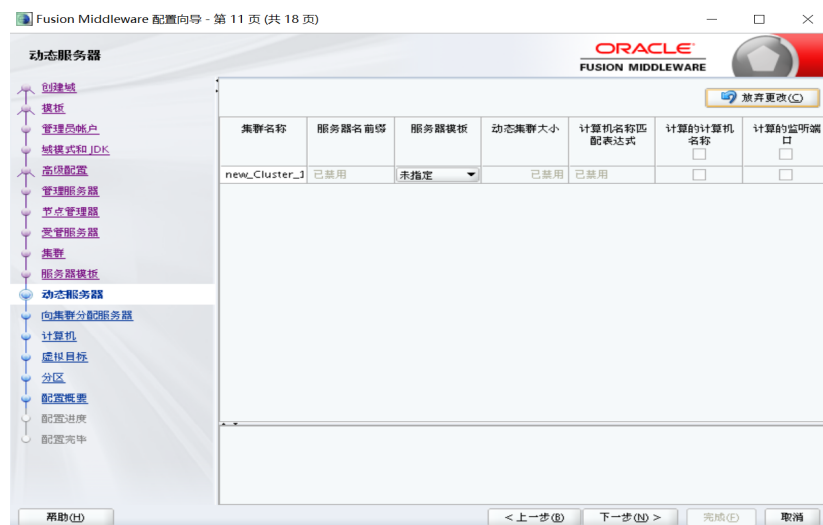 Fusion Middleware 配置向导 - 第 11 页 (共 18 页)
动态服务器
ORACLE
FUSION MIDDLEWARE
创建域
模板
管理员帐户
域模式和 JDK
高级配置
管理服务器
节点管理器
受管服务器
集群
服务器模板
动态服务器
向集群分配服务器
计算机
虚拟目标
分区
配置概要
配置进度
配置完毕
放弃更改(C)
集群名称 服务器名前缀 服务器模板 动态集群大小 计算机名称匹配表达式 计算的计算机名称 计算的监听端口
new_Cluster_1 已禁用 未指定 已禁用 已禁用
帮助(H) < 上一步(B) 下一步(N) > 完成(F) 取消